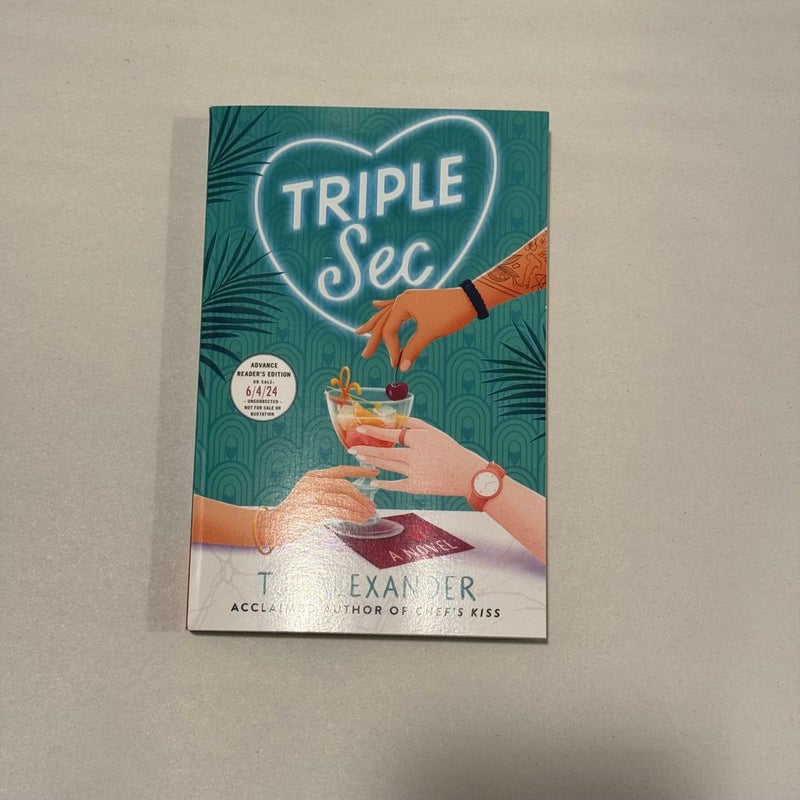 TRIPLE
Sec
ADVANCE
READER'S EDITION
ON SALE:
6/4/24
- UNCORRECTED -
NOT FOR SALE OR
QUOTATION
A NOVEL
ALEXANDER
ACCLAIMED AUTHOR OF CHEF'S KISS